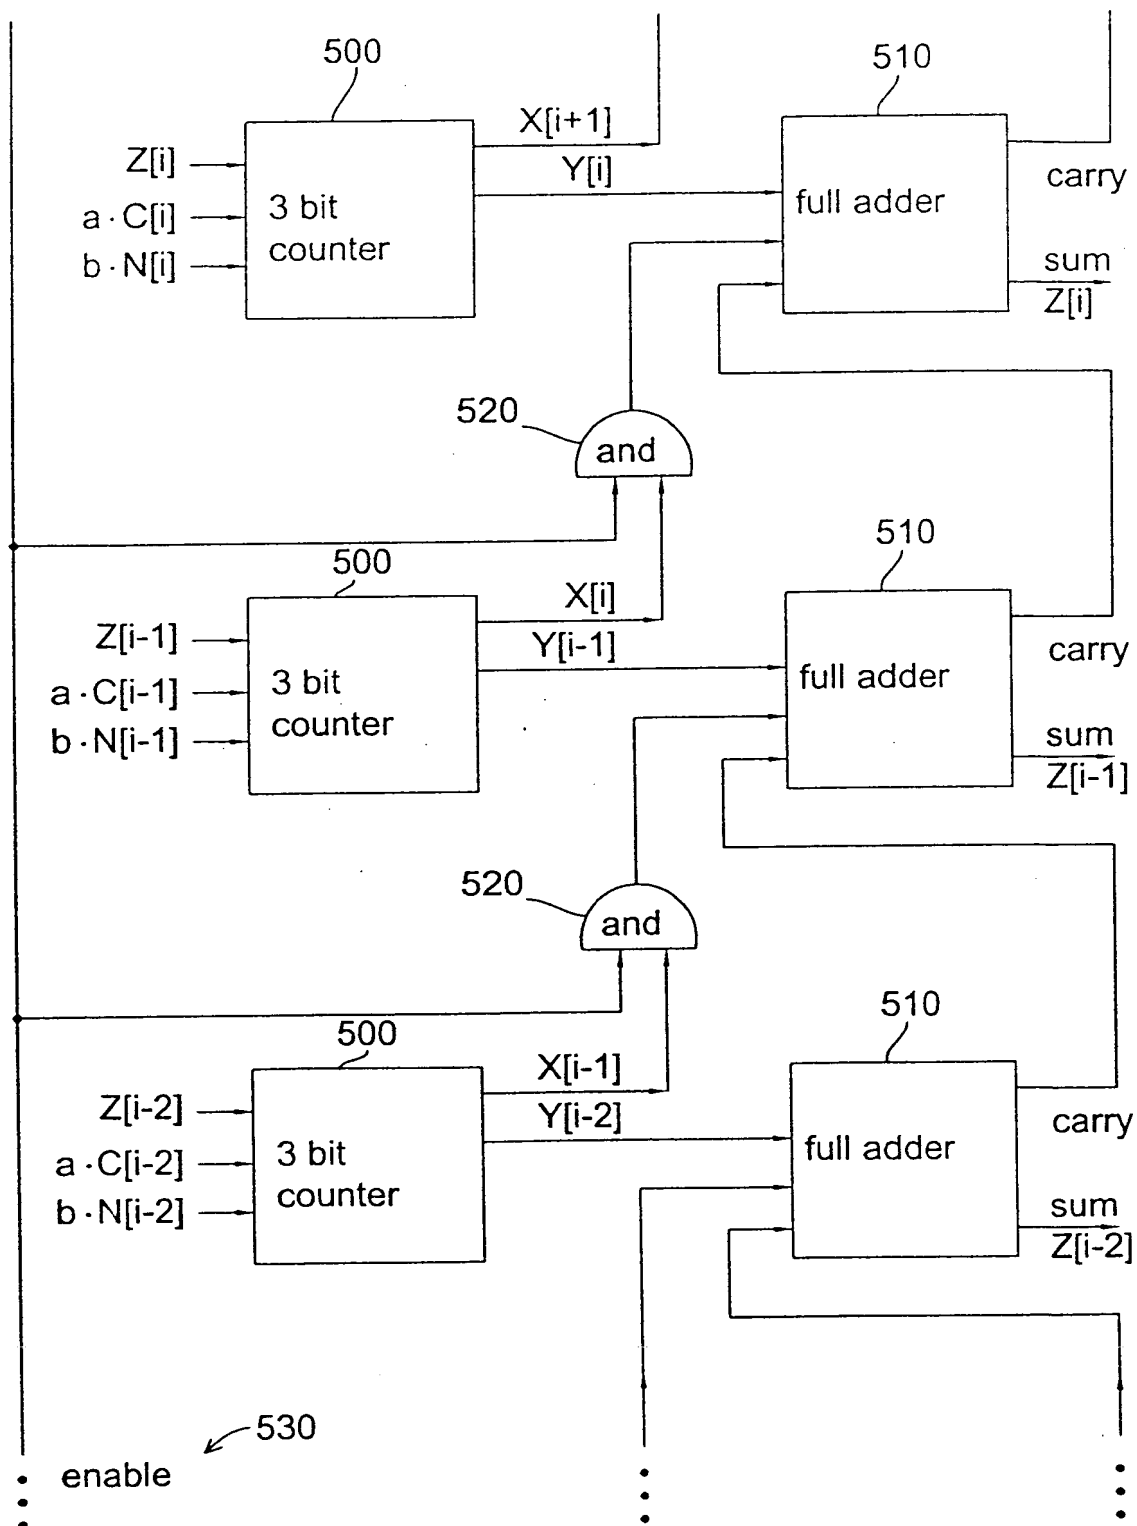 500
510
X[i+1]
Z[i]
Y[i]
carry
a · C[i]
3 bit
counter
full adder
b · N[i]
sum
Z[i]
520
and
510
500
X[i]
Z[i-1]
Y[i-1]
carry
a · C[i-1]
3 bit
counter
full adder
b · N[i-1]
sum
Z[i-1]
520
and
510
500
X[i-1]
Z[i-2]
Y[i-2]
carry
a · C[i-2]
3 bit
counter
full adder
b · N[i-2]
sum
Z[i-2]
530
enable